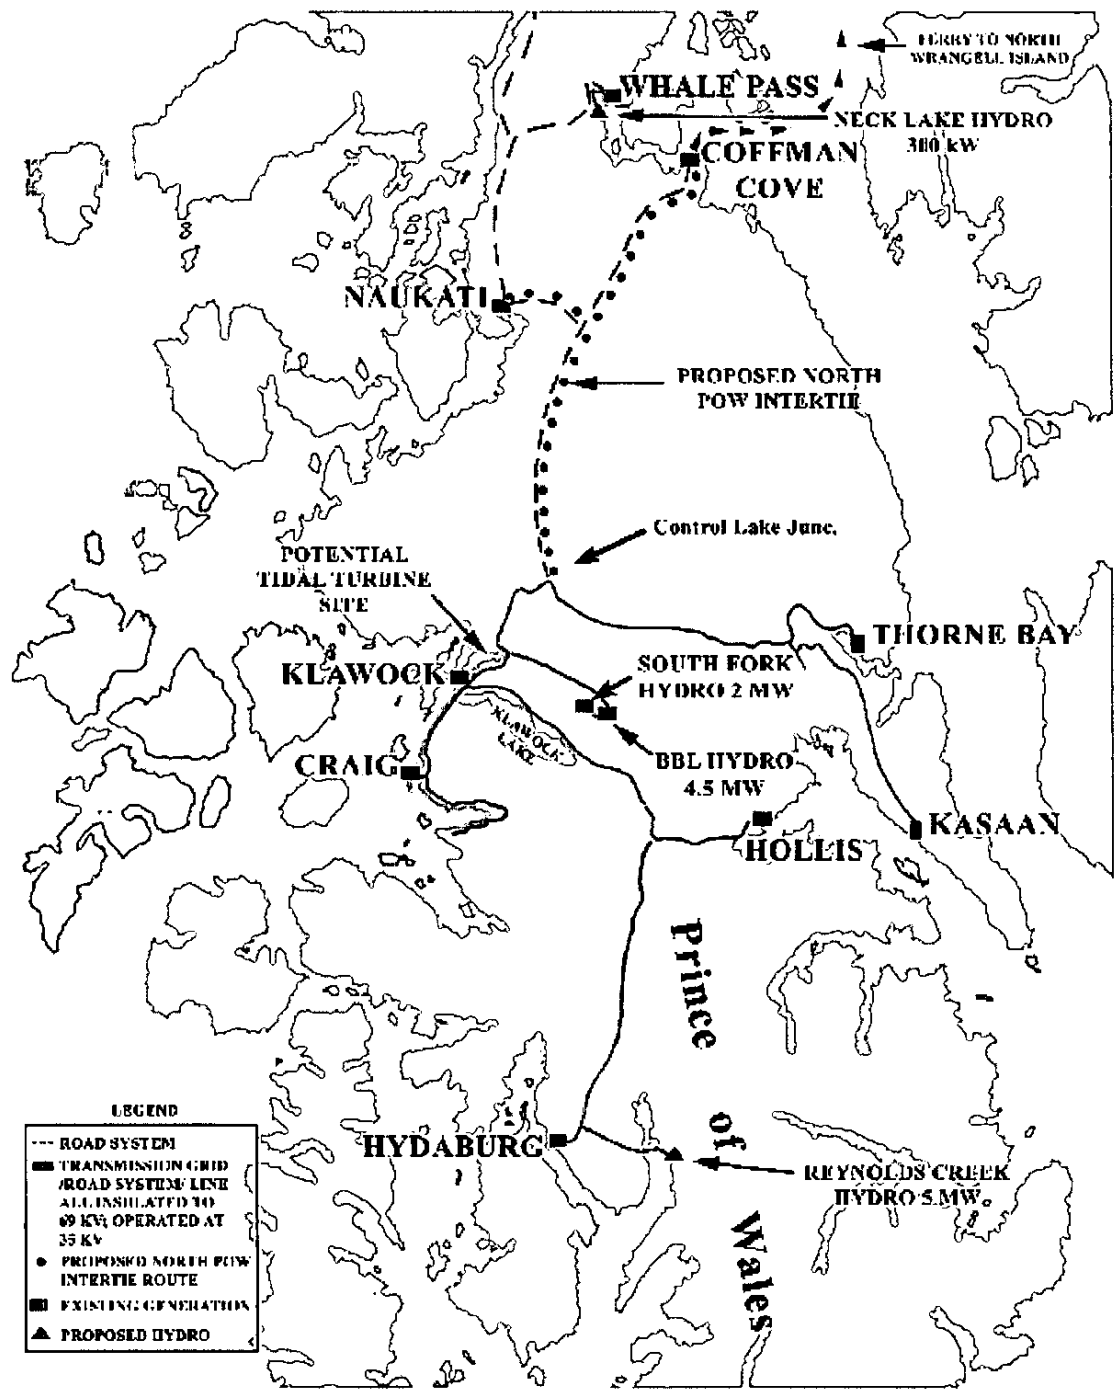 FERRY TO NORTH
WRANGELL ISLAND
WHALE PASS
NECK LAKE HYDRO
380 kW
COFFMAN
COVE
NAUKATI
PROPOSED NORTH
POW INTERTIE
Control Lake Junc.
POTENTIAL
TIDAL TURBINE
SITE
THORNE BAY
KLAWOCK
SOUTH FORK
HYDRO 2 MW
KLAWOCK
LAKE
BBL HYDRO
4.5 MW
CRAIG
KASAAN
HOLLIS
Prince
of
Wales
HYDABURG
REYNOLDS CREEK
HYDRO 5 MW
LEGEND
--- ROAD SYSTEM
TRANSMISSION GRID
/ROAD SYSTEM/ LINE
ALL INSULATED TO
69 KV; OPERATED AT
35 KV
PROPOSED NORTH POW
INTERTIE ROUTE
EXISTING GENERATION
PROPOSED HYDRO